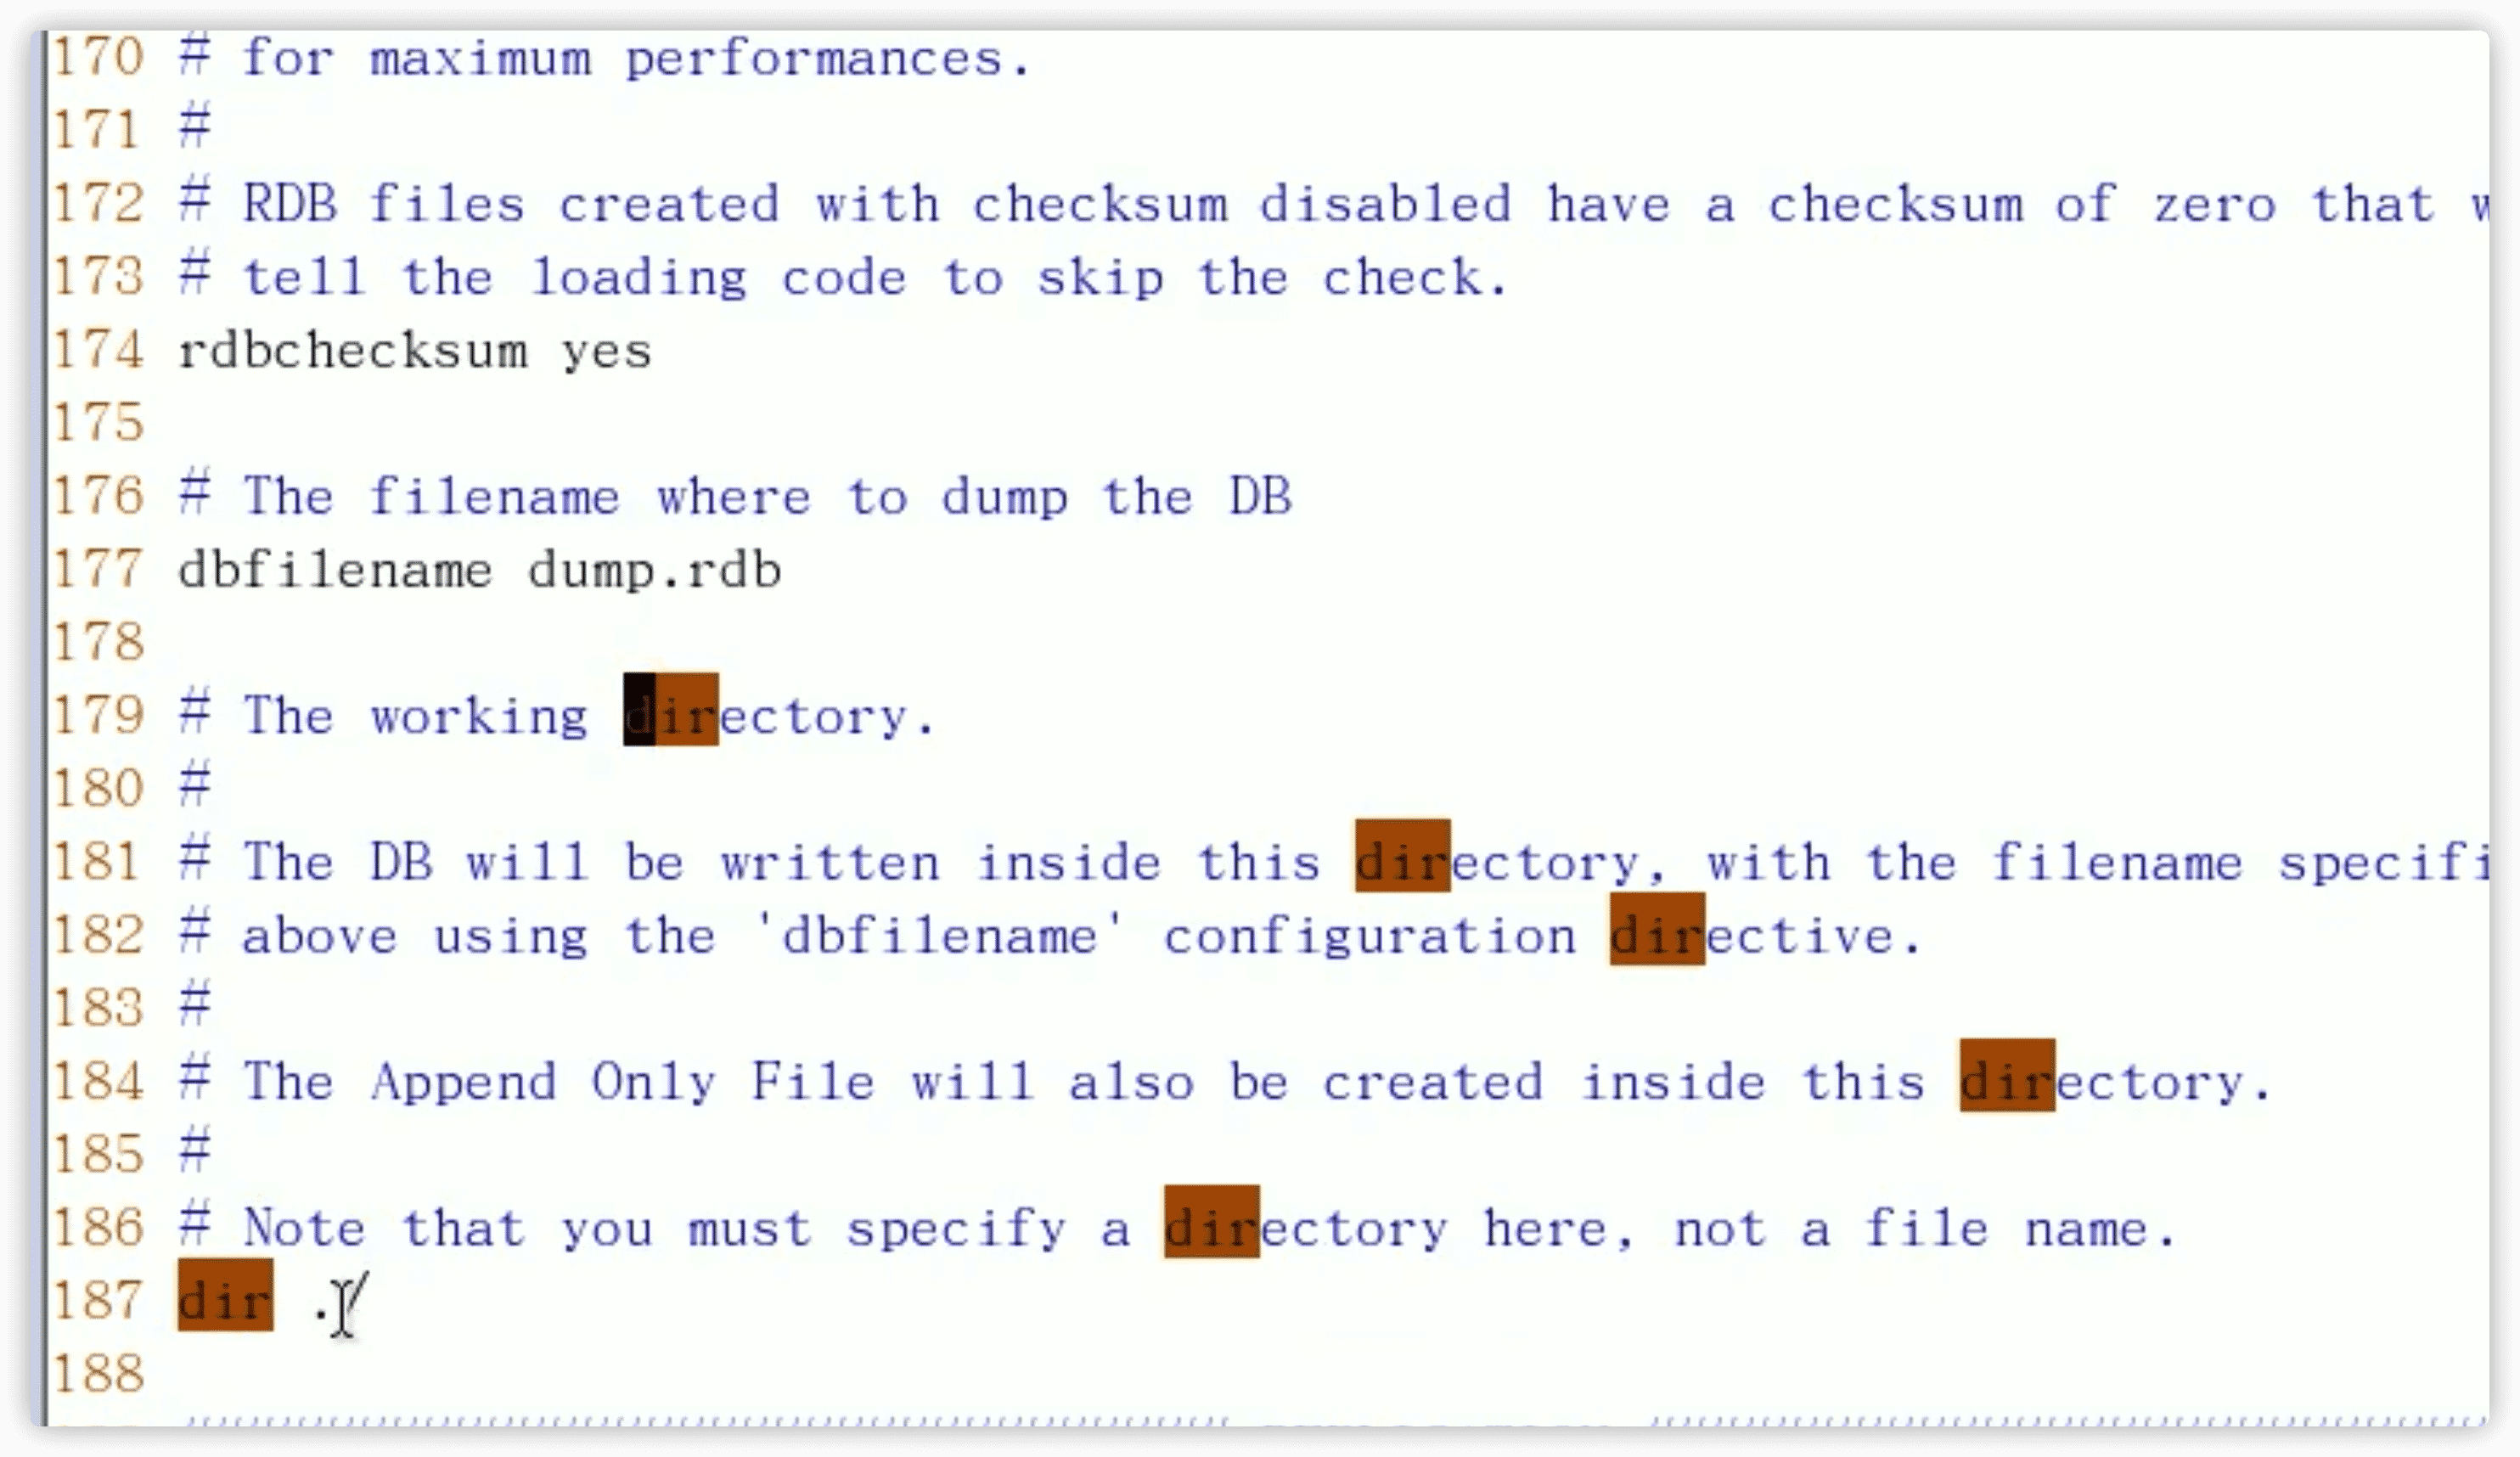 170 # for maximum performances.
171 #
172 # RDB files created with checksum disabled have a checksum of zero that
173 # tell the loading code to skip the check.
174 rdbchecksum yes
175
176 # The filename where to dump the DB
177 dbfilename dump.rdb
178
179 # The working directory.
180 #
181 # The DB will be written inside this directory, with the filename specifi
182 # above using the 'dbfilename' configuration directive.
183 #
184 # The Append Only File will also be created inside this directory.
185 #
186 # Note that you must specify a directory here, not a file name.
187 dir ./
188